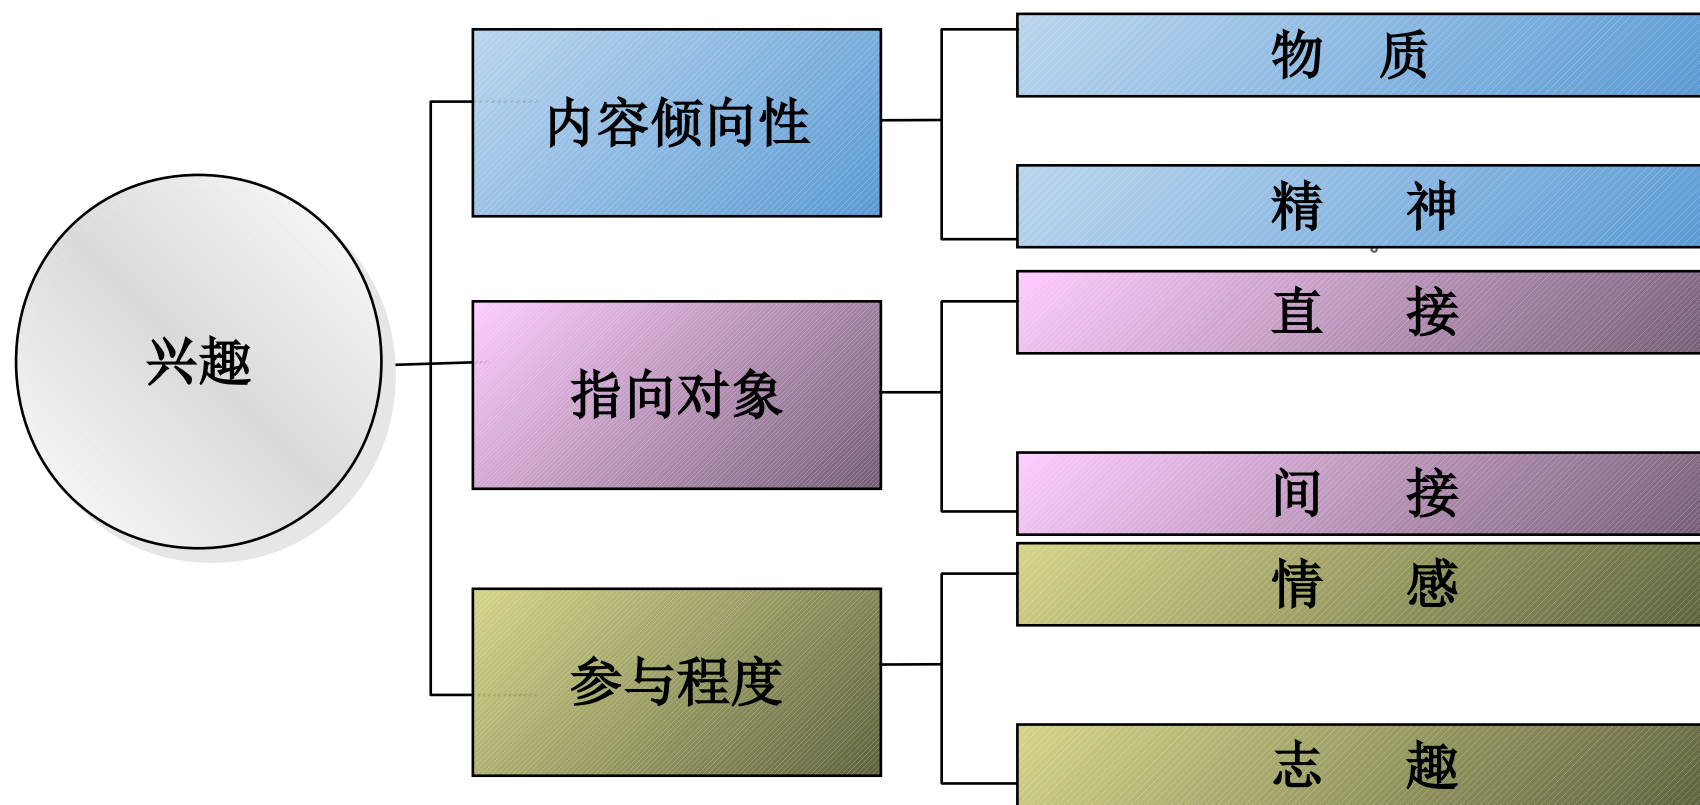 兴趣
内容倾向性
物 质
精 神
指向对象
直 接
间 接
参与程度
情 感
志 趣